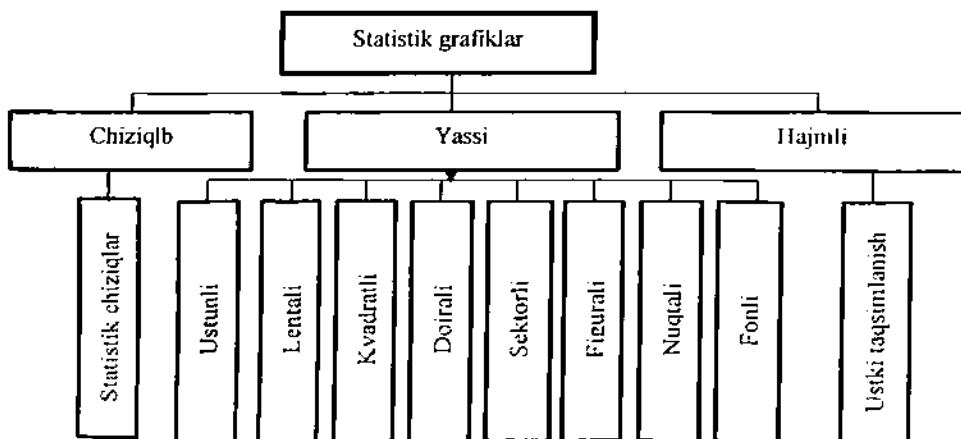 Statistik grafiklar
Chiziqlb
Yassi
Hajmli
Statistik chiziqlar
Ustunli
Lentali
Kvadratli
Doirali
Sektorli
Figurali
Nuqtali
Fonli
Ustki taqsimlanish